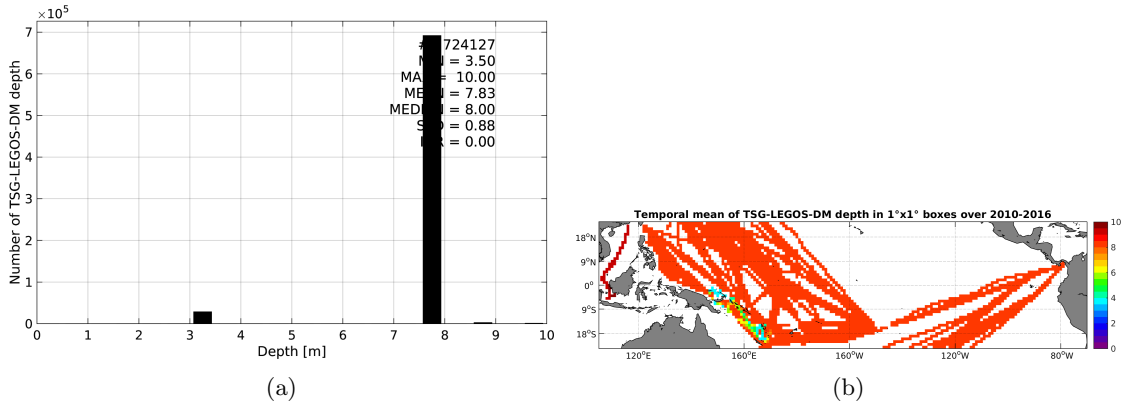 ×10⁵
7
6
5
4
3
2
1
0
Number of TSG-LEGOS-DM depth
724127
= 3.50
= 10.00
= 7.83
= 8.00
= 0.88
= 0.00
0 1 2 3 4 5 6 7 8 9 10
Depth [m]
(a)
Temporal mean of TSG-LEGOS-DM depth in 1°x1° boxes over 2010-2016
18°N
9°N
0°
9°S
18°S
120°E 160°E 160°W 120°W 80°W
10
8
6
4
2
0
(b)